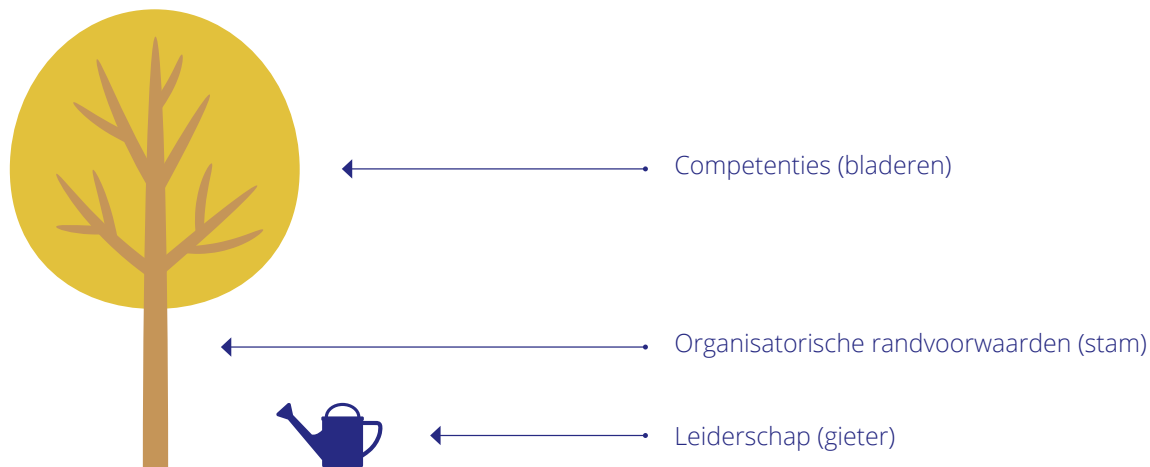 Competenties (bladeren)
Organisatorische randvoorwaarden (stam)
Leiderschap (gieter)